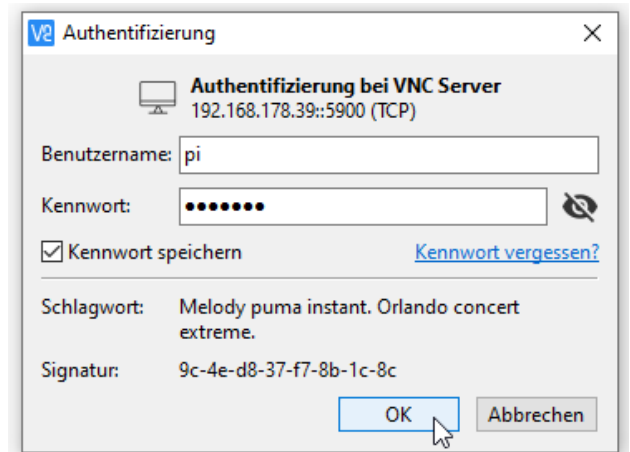 V2 Authentifizierung
Authentifizierung bei VNC Server
192.168.178.39::5900 (TCP)
Benutzername: pi
Kennwort: •••••••
Kennwort speichern Kennwort vergessen?
Schlagwort: Melody puma instant. Orlando concert
extreme.
Signatur: 9c-4e-d8-37-f7-8b-1c-8c
OK Abbrechen